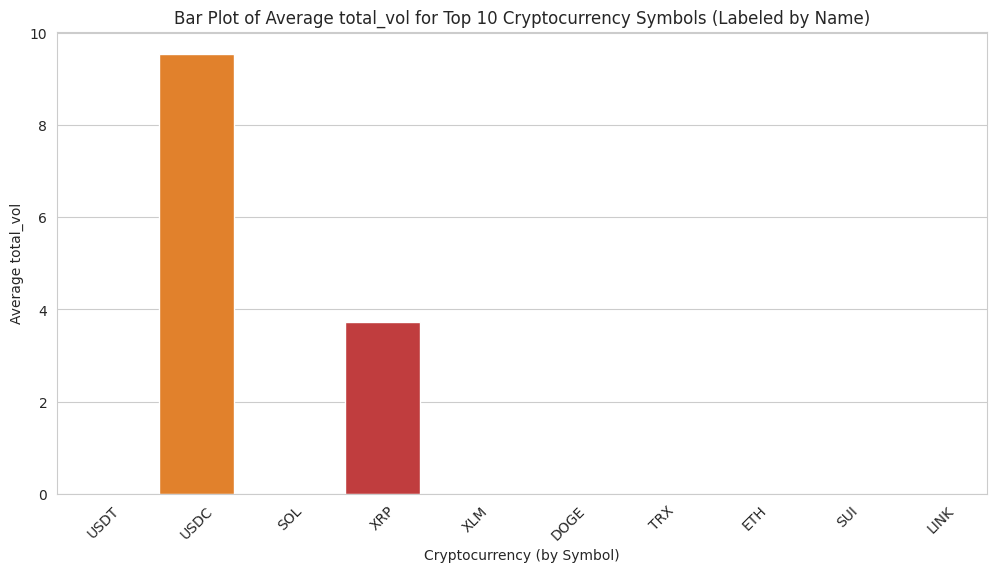 Bar Plot of Average total_vol for Top 10 Cryptocurrency Symbols (Labeled by Name)
Average total_vol
10
8
6
4
2
0
USDT
USDC
SOL
XRP
XLM
DOGE
TRX
ETH
SUI
LINK
Cryptocurrency (by Symbol)